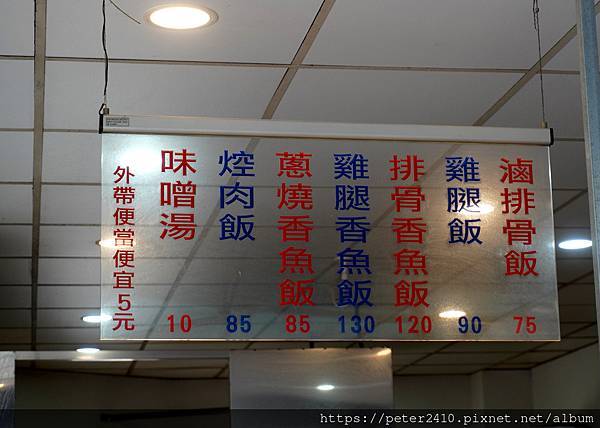 滷排骨飯 75
雞腿飯 90
排骨香魚飯 120
雞腿香魚飯 130
蔥燒香魚飯 85
焢肉飯 85
味噌湯 10
外帶便當便宜5元
https://peter2410.pixnet.net/album